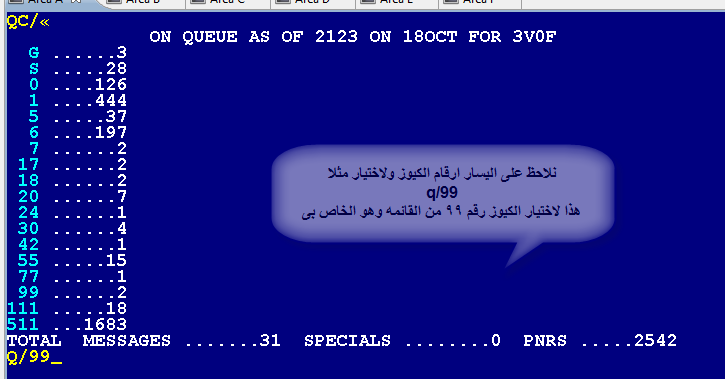 Area A
Area B
Area C
Area D
Area E
Area F
QC/«
ON QUEUE AS OF 2123 ON 18OCT FOR 3V0F
G ......3
S .....28
0 ....126
1 ....444
5 .....37
6 ....197
7 ......2
17 ......2
18 ......2
20 ......7
24 ......1
30 ......4
42 ......1
55 .....15
77 ......1
99 ......2
111 .....18
511 ...1683
TOTAL MESSAGES .......31 SPECIALS ........0 PNRS .....2542
Q/99_
نلاحظ على اليسار ارقام الكيوز ولاختيار مثلا
q/99
هذا لاختيار الكيوز رقم ٩٩ من القائمه وهو الخاص بى